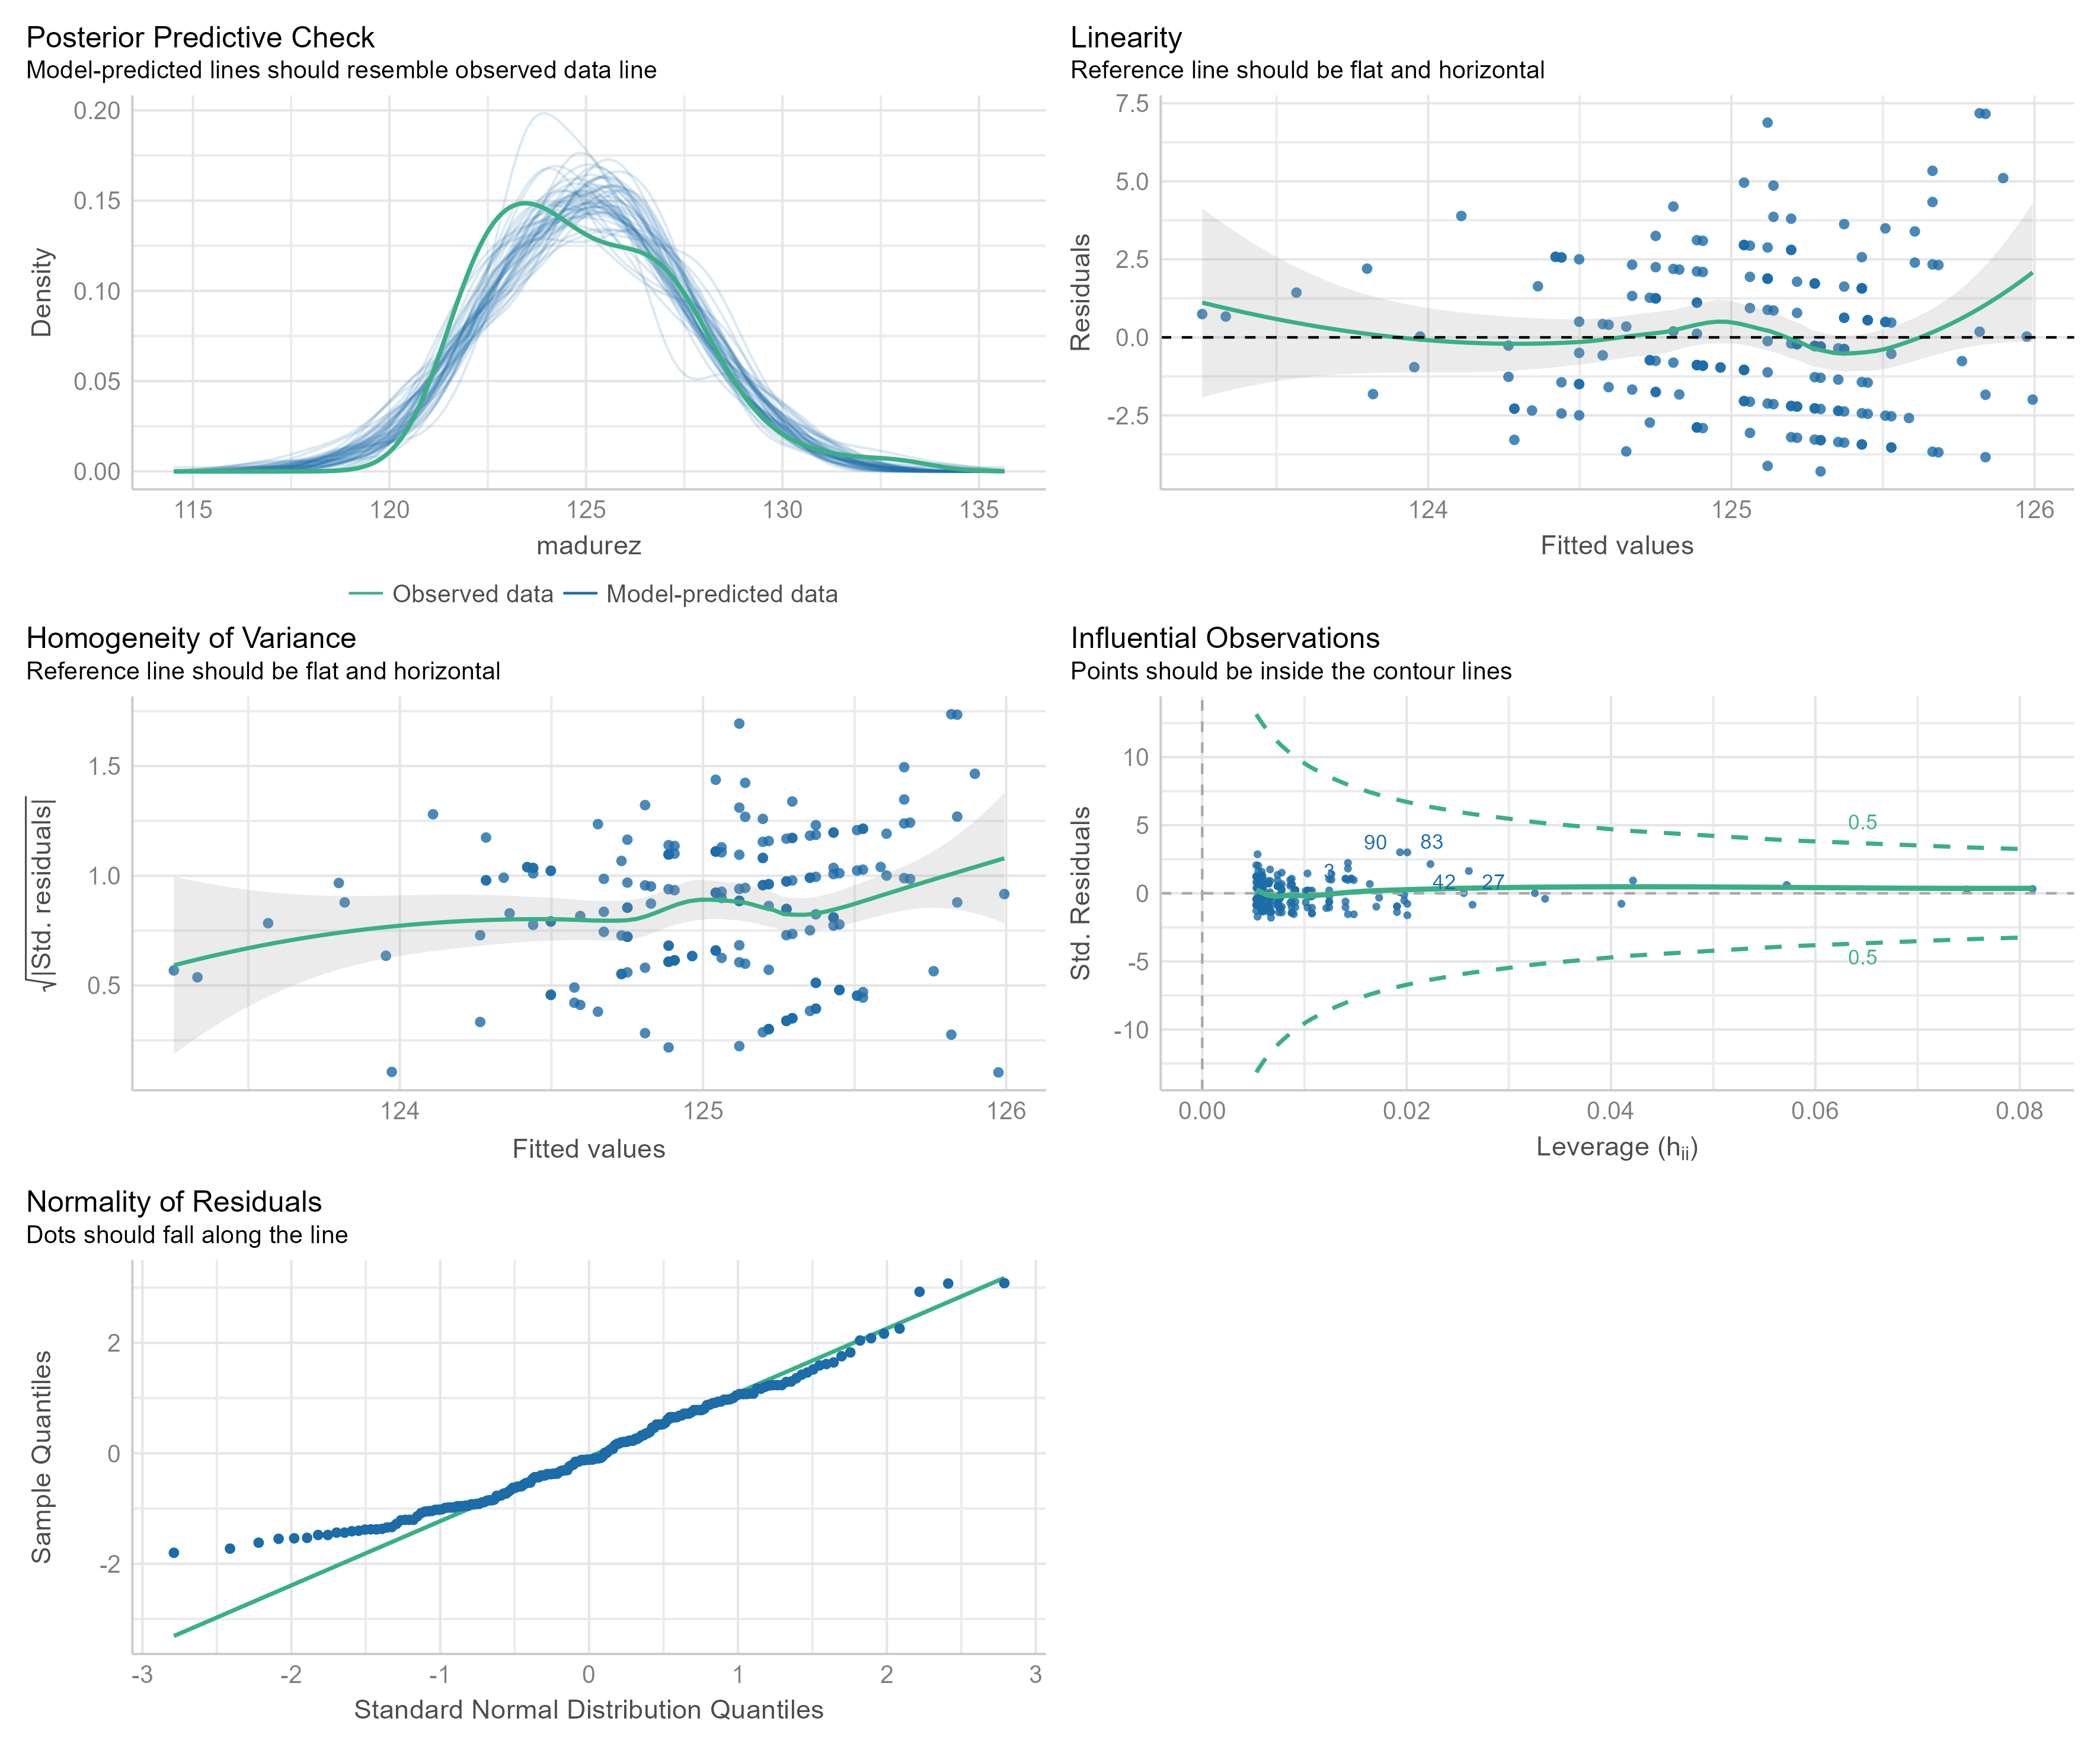 Posterior Predictive Check
Model-predicted lines should resemble observed data line
0.20
0.15
0.10
0.05
0.00
Density
115 120 125 130 135
madurez
Observed data Model-predicted data
Linearity
Reference line should be flat and horizontal
7.5
5.0
2.5
0.0
-2.5
Residuals
124 125 126
Fitted values
Homogeneity of Variance
Reference line should be flat and horizontal
1.5
1.0
0.5
√|Std. residuals|
124 125 126
Fitted values
Influential Observations
Points should be inside the contour lines
10
5
0
-5
-10
Std. Residuals
0.5
90 83
3
42 27
0.5
0.00 0.02 0.04 0.06 0.08
Leverage (hii)
Normality of Residuals
Dots should fall along the line
2
0
-2
Sample Quantiles
-3 -2 -1 0 1 2 3
Standard Normal Distribution Quantiles